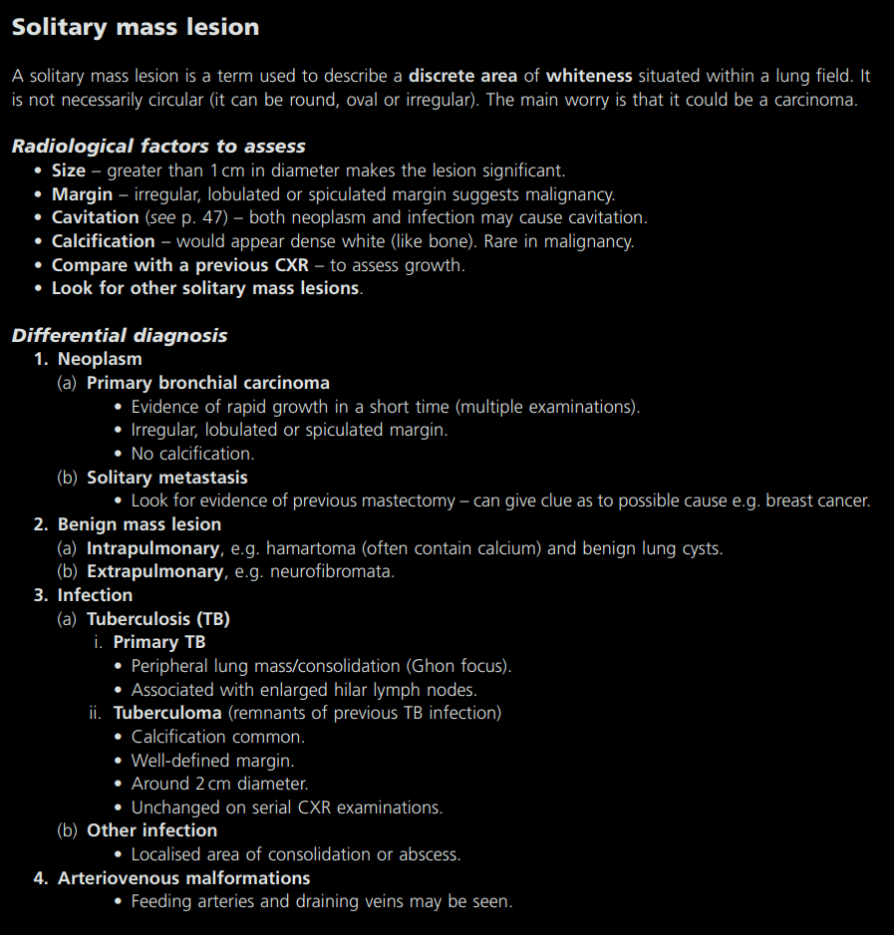 Solitary mass lesion
A solitary mass lesion is a term used to describe a discrete area of whiteness situated within a lung field. It
is not necessarily circular (it can be round, oval or irregular). The main worry is that it could be a carcinoma.
Radiological factors to assess
• Size – greater than 1 cm in diameter makes the lesion significant.
• Margin – irregular, lobulated or spiculated margin suggests malignancy.
• Cavitation (see p. 47) – both neoplasm and infection may cause cavitation.
• Calcification – would appear dense white (like bone). Rare in malignancy.
• Compare with a previous CXR – to assess growth.
• Look for other solitary mass lesions.
Differential diagnosis
1. Neoplasm
(a) Primary bronchial carcinoma
• Evidence of rapid growth in a short time (multiple examinations).
• Irregular, lobulated or spiculated margin.
• No calcification.
(b) Solitary metastasis
• Look for evidence of previous mastectomy – can give clue as to possible cause e.g. breast cancer.
2. Benign mass lesion
(a) Intrapulmonary, e.g. hamartoma (often contain calcium) and benign lung cysts.
(b) Extrapulmonary, e.g. neurofibromata.
3. Infection
(a) Tuberculosis (TB)
i. Primary TB
• Peripheral lung mass/consolidation (Ghon focus).
• Associated with enlarged hilar lymph nodes.
ii. Tuberculoma (remnants of previous TB infection)
• Calcification common.
• Well-defined margin.
• Around 2 cm diameter.
• Unchanged on serial CXR examinations.
(b) Other infection
• Localised area of consolidation or abscess.
4. Arteriovenous malformations
• Feeding arteries and draining veins may be seen.